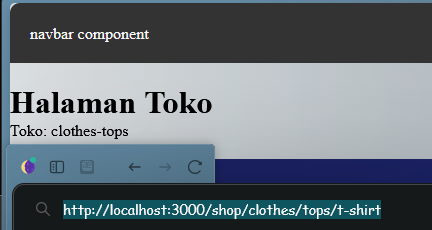 navbar component
Halaman Toko
Toko: clothes-tops
http://localhost:3000/shop/clothes/tops/t-shirt